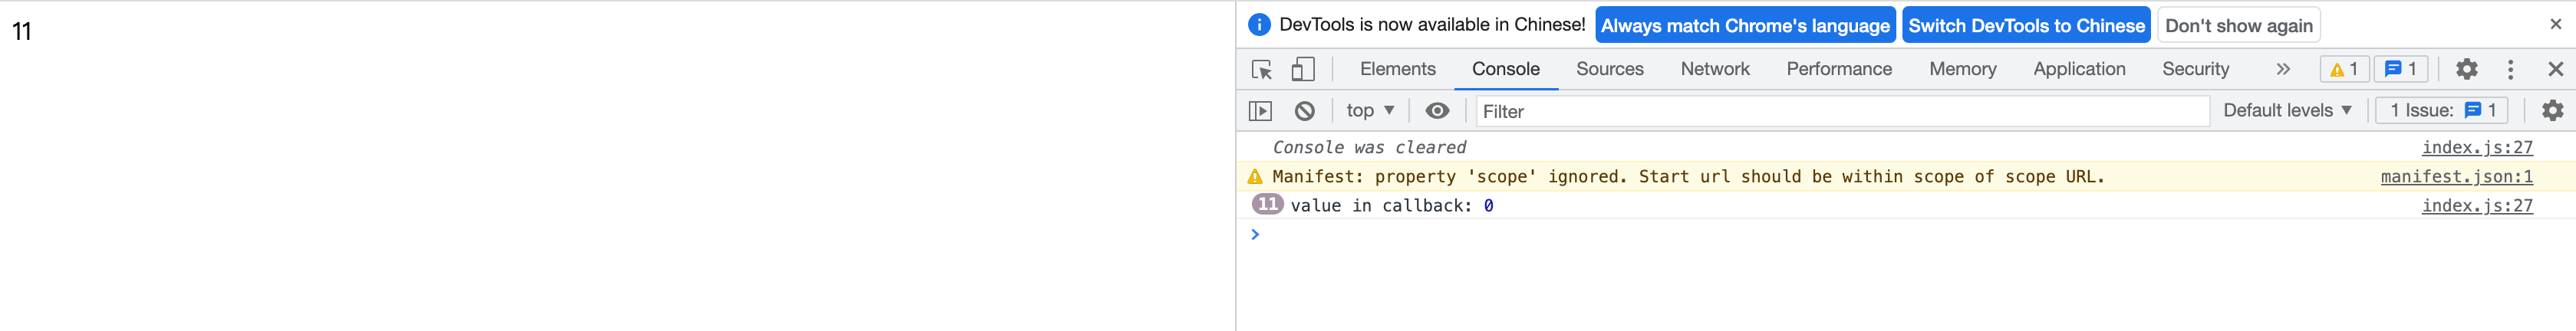 11
DevTools is now available in Chinese! Always match Chrome's language Switch DevTools to Chinese Don't show again
Elements Console Sources Network Performance Memory Application Security 1 1
top Filter Default levels 1 Issue: 1
Console was cleared index.js:27
Manifest: property 'scope' ignored. Start url should be within scope of scope URL. manifest.json:1
11 value in callback: 0 index.js:27